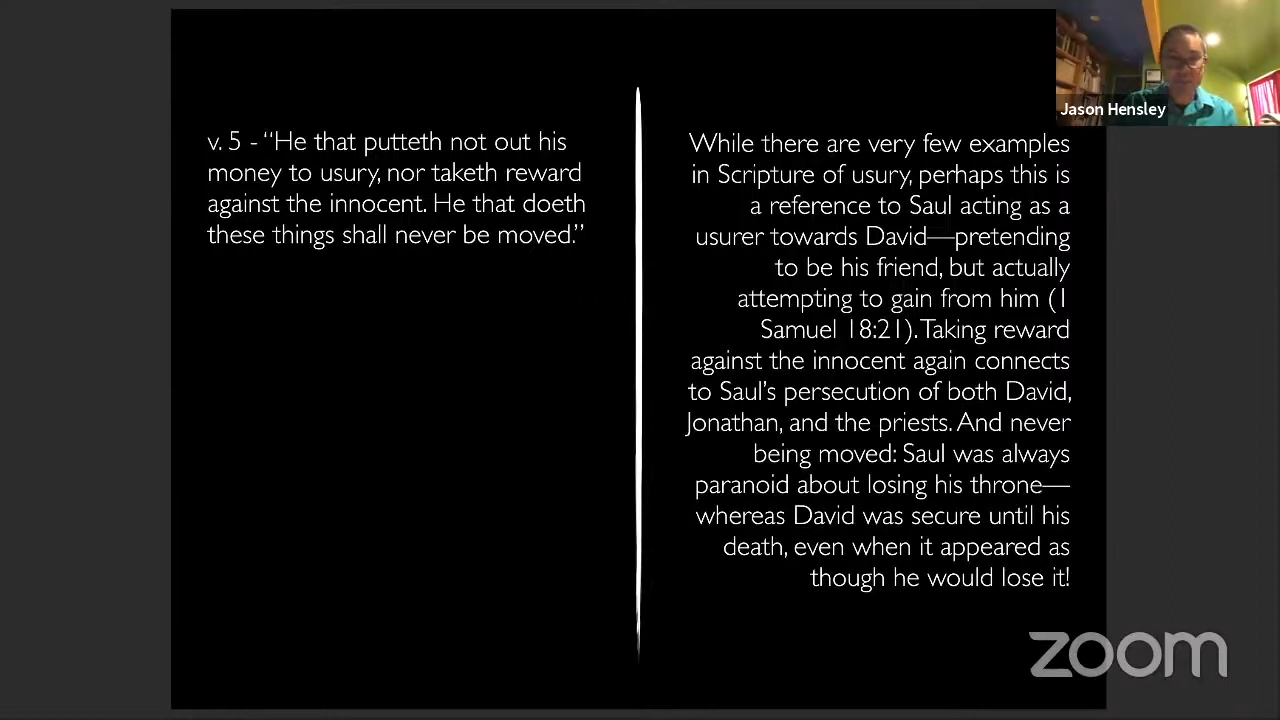 v. 5 - “He that putteth not out his
money to usury, nor taketh reward
against the innocent. He that doeth
these things shall never be moved.”
While there are very few examples
in Scripture of usury, perhaps this is
a reference to Saul acting as a
usurer towards David—pretending
to be his friend, but actually
attempting to gain from him (1
Samuel 18:21). Taking reward
against the innocent again connects
to Saul’s persecution of both David,
Jonathan, and the priests. And never
being moved: Saul was always
paranoid about losing his throne—
whereas David was secure until his
death, even when it appeared as
though he would lose it!
Jason Hensley
zoom